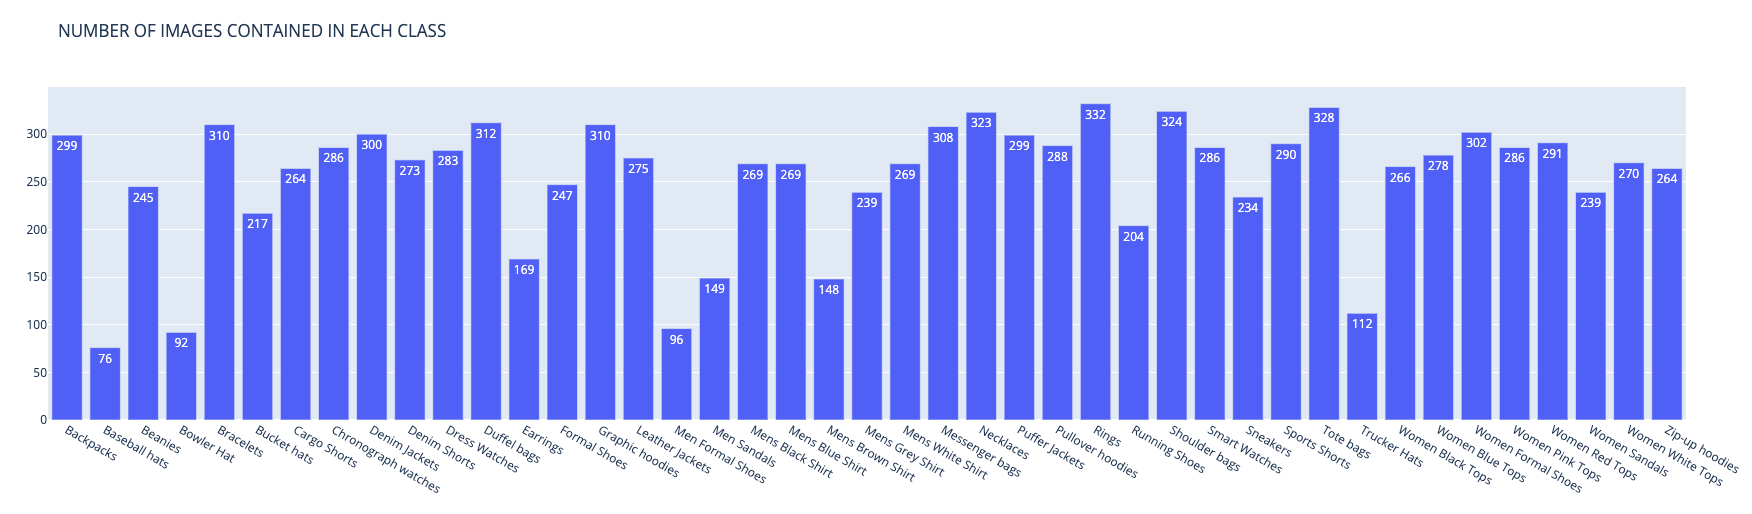 NUMBER OF IMAGES CONTAINED IN EACH CLASS
300
250
200
150
100
50
0
299
76
245
92
310
217
264
286
300
273
283
312
169
247
310
275
96
149
269
269
148
239
269
308
323
299
288
332
204
324
286
234
290
328
112
266
278
302
286
291
239
270
264
Backpacks
Baseball hats
Beanies
Bowler Hat
Bracelets
Bucket hats
Cargo Shorts
Chronograph watches
Denim Jackets
Denim Shorts
Dress Watches
Duffel bags
Earrings
Formal Shoes
Graphic hoodies
Leather Jackets
Men Formal Shoes
Men Sandals
Mens Black Shirt
Mens Blue Shirt
Mens Brown Shirt
Mens Grey Shirt
Mens White Shirt
Messenger bags
Necklaces
Puffer Jackets
Pullover hoodies
Rings
Running Shoes
Shoulder bags
Smart Watches
Sneakers
Sports Shorts
Tote bags
Trucker Hats
Women Black Tops
Women Blue Tops
Women Formal Shoes
Women Pink Tops
Women Red Tops
Women Sandals
Women White Tops
Zip-up hoodies